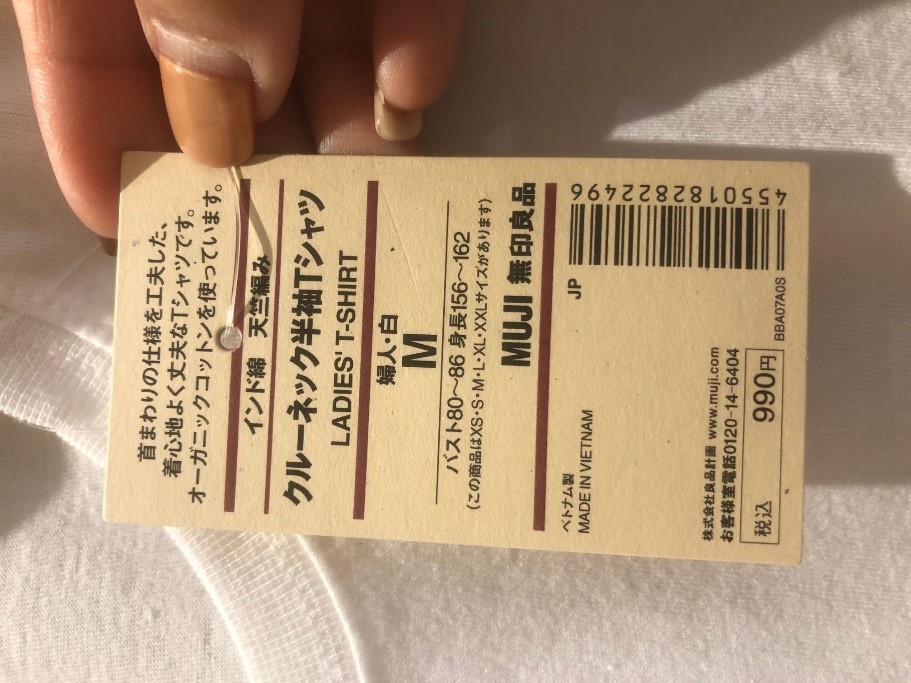 首まわりの仕様を工夫した、
着心地よく丈夫なTシャツです。
オーガニックコットンを使っています。
インド綿 天竺編み
クルーネック半袖Tシャツ
LADIES' T-SHIRT
婦人・白
M
バスト80〜86 身長156〜162
(この商品はXS・S・M・L・XL・XXLサイズがあります)
MUJI 無印良品
ベトナム製
MADE IN VIETNAM
JP
4550182822496
株式会社良品計画 www.muji.com
お客様室電話0120-14-6404
税込 990円
BBA07A0S